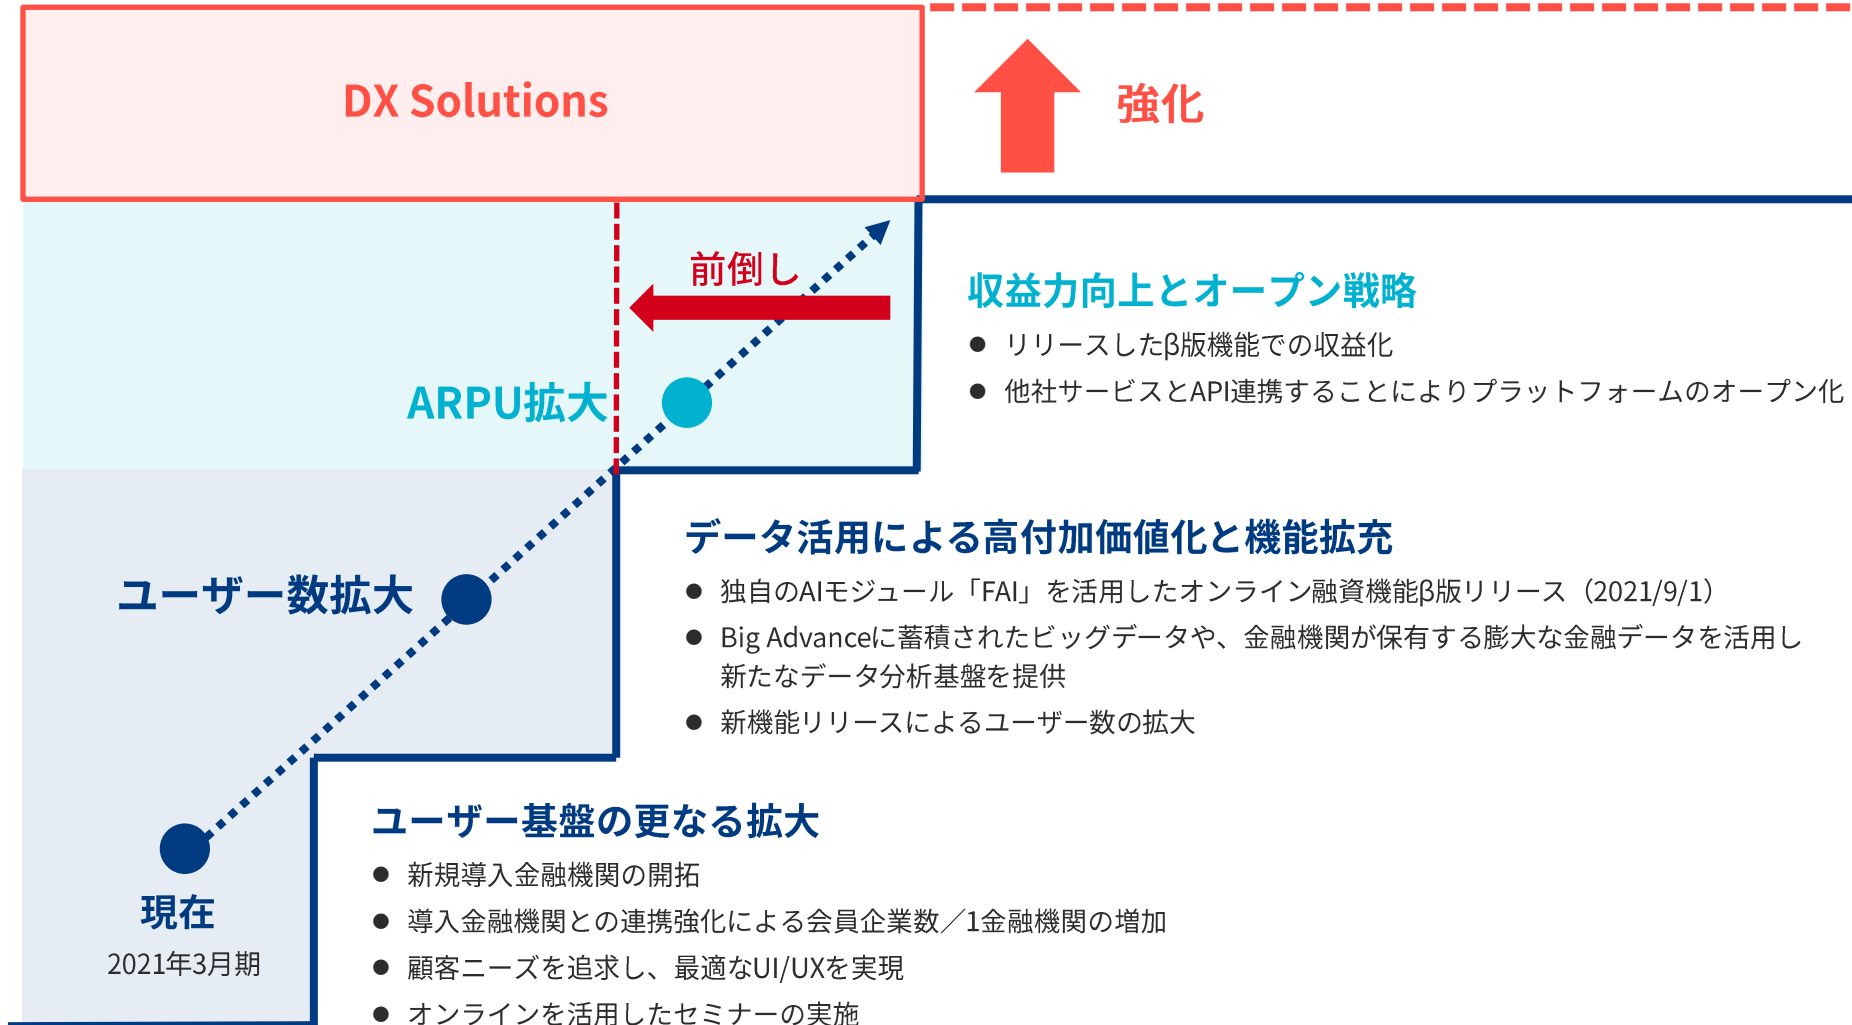 DX Solutions
強化
前倒し
収益力向上とオープン戦略
● リリースしたβ版機能での収益化
● 他社サービスとAPI連携することによりプラットフォームのオープン化
ARPU拡大
データ活用による高付加価値化と機能拡充
● 独自のAIモジュール「FAI」を活用したオンライン融資機能β版リリース（2021/9/1）
● Big Advanceに蓄積されたビッグデータや、金融機関が保有する膨大な金融データを活用し
新たなデータ分析基盤を提供
● 新機能リリースによるユーザー数の拡大
ユーザー数拡大
ユーザー基盤の更なる拡大
● 新規導入金融機関の開拓
● 導入金融機関との連携強化による会員企業数／1金融機関の増加
● 顧客ニーズを追求し、最適なUI/UXを実現
● オンラインを活用したセミナーの実施
現在
2021年3月期